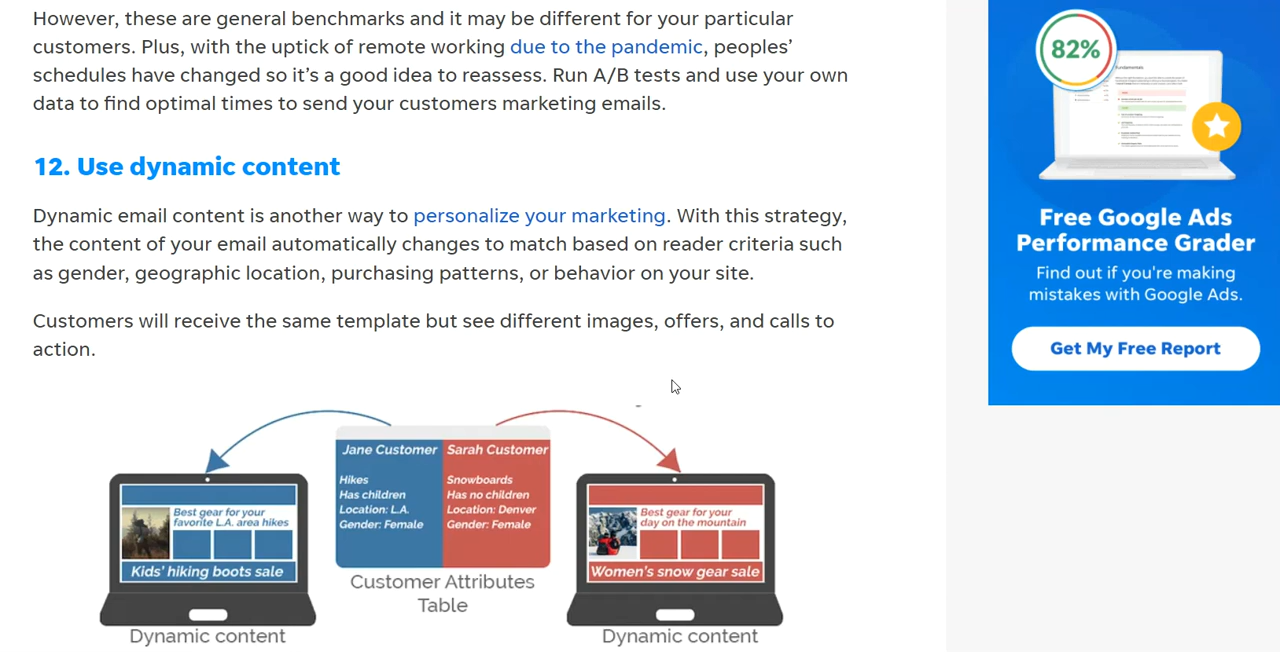 However, these are general benchmarks and it may be different for your particular
customers. Plus, with the uptick of remote working due to the pandemic, peoples’
schedules have changed so it’s a good idea to reassess. Run A/B tests and use your own
data to find optimal times to send your customers marketing emails.
12. Use dynamic content
Dynamic email content is another way to personalize your marketing. With this strategy,
the content of your email automatically changes to match based on reader criteria such
as gender, geographic location, purchasing patterns, or behavior on your site.
Customers will receive the same template but see different images, offers, and calls to
action.
Jane Customer
Hikes
Has children
Location: L.A.
Gender: Female
Sarah Customer
Snowboards
Has no children
Location: Denver
Gender: Female
Customer Attributes
Table
Best gear for your
favorite L.A. area hikes
Kids’ hiking boots sale
Dynamic content
Best gear for your
day on the mountain
Women’s snow gear sale
Dynamic content
82%
Fundamentals
Free Google Ads
Performance Grader
Find out if you're making
mistakes with Google Ads.
Get My Free Report